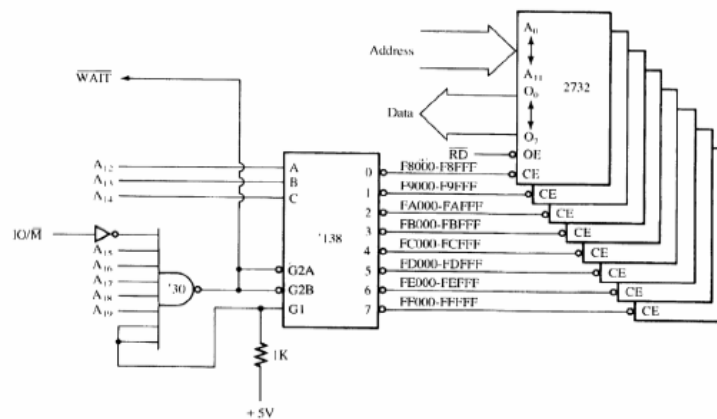 Address
A₀
A₁₁
O₀
O₇
2732
Data
R̅D̅
OE
CE
CE
CE
CE
CE
CE
CE
CE
W̅A̅I̅T̅
A₁₂
A₁₃
A₁₄
A
B
C
'138
G2A
G2B
G1
0
1
2
3
4
5
6
7
F8000-F8FFF
F9000-F9FFF
FA000-FAFFF
FB000-FBFFF
FC000-FCFFF
FD000-FDFFF
FE000-FEFFF
FF000-FFFFF
IO/M̅
A₁₅
A₁₆
A₁₇
A₁₈
A₁₉
'30
1K
+ 5V